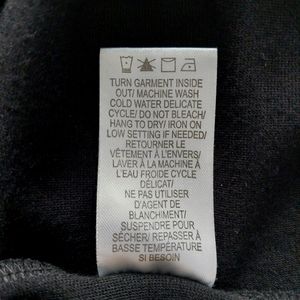 TURN GARMENT INSIDE
OUT/ MACHINE WASH
COLD WATER DELICATE
CYCLE/ DO NOT BLEACH/
HANG TO DRY/ IRON ON
LOW SETTING IF NEEDED/
RETOURNER LE
VÊTEMENT À L'ENVERS/
LAVER À LA MACHINE À
L'EAU FROIDE CYCLE
DÉLICAT/
NE PAS UTILISER
D'AGENT DE
BLANCHIMENT/
SUSPENDRE POUR
SÉCHER/ REPASSER À
BASSE TEMPÉRATURE
SI BESOIN